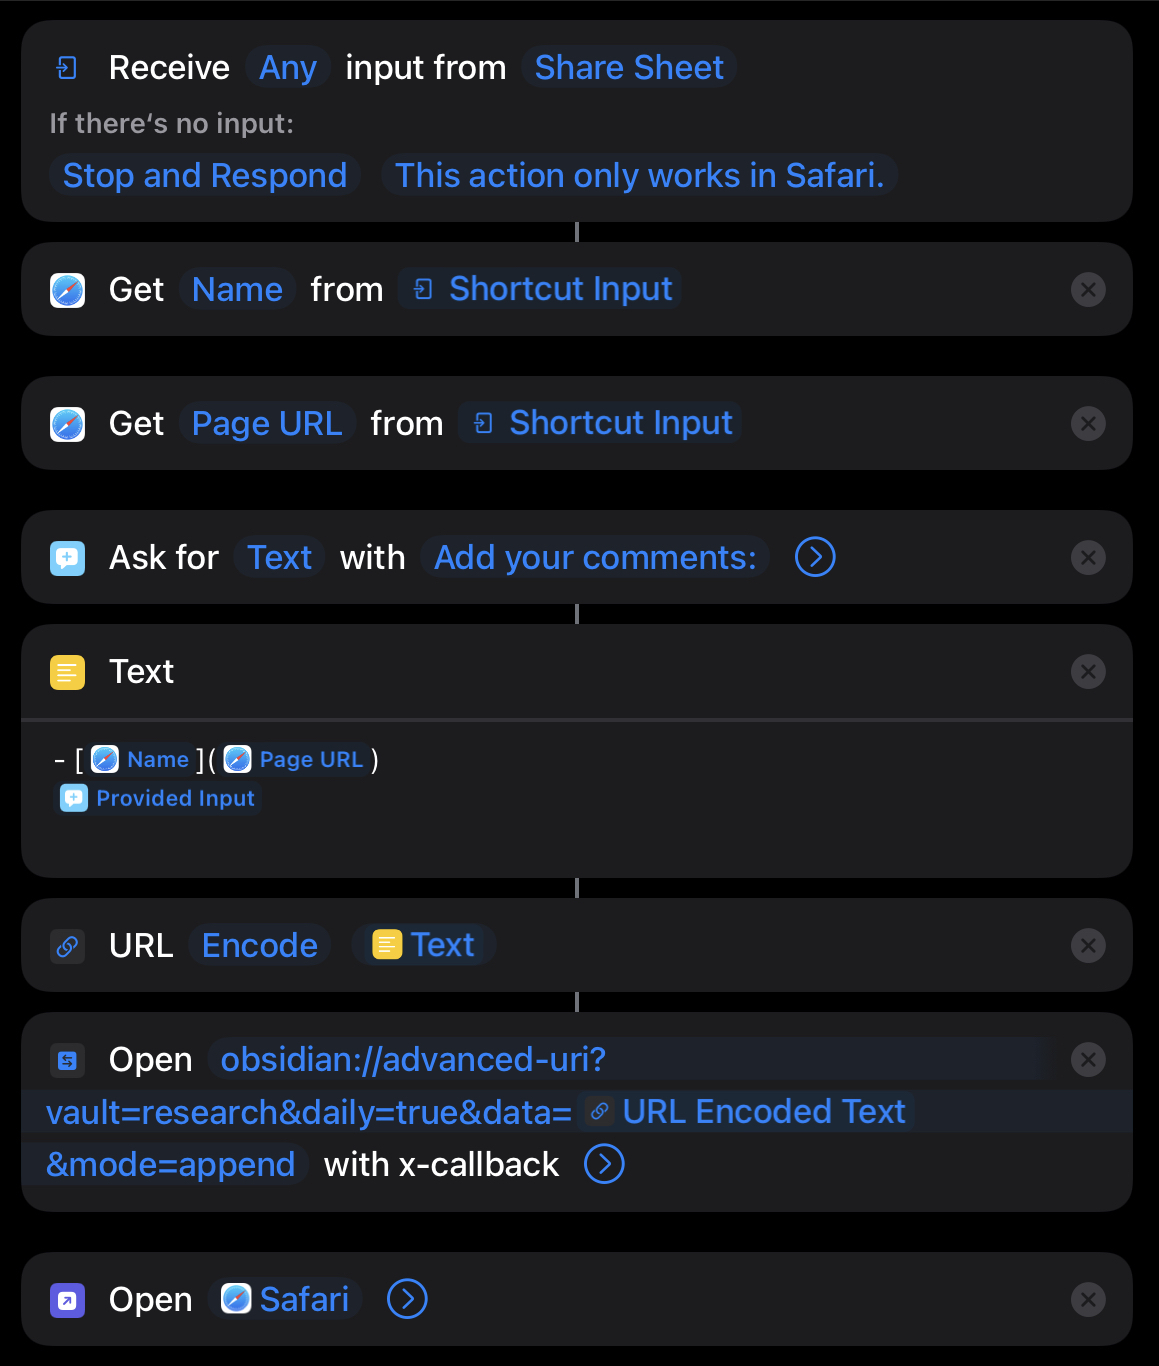 Receive Any input from Share Sheet
If there‘s no input:
Stop and Respond This action only works in Safari.
Get Name from Shortcut Input
Get Page URL from Shortcut Input
Ask for Text with Add your comments:
Text
- [ Name ]( Page URL )
Provided Input
URL Encode Text
Open obsidian://advanced-uri?
vault=research&daily=true&data= URL Encoded Text
&mode=append with x-callback
Open Safari